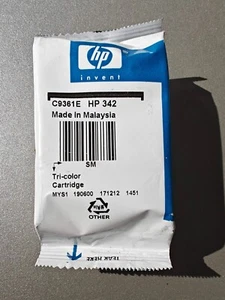 hp
invent
C9361E HP 342
Made In Malaysia
SM
Tri-color
Cartridge
MYS1 190600 171212 1451
OTHER
TEAR HERE